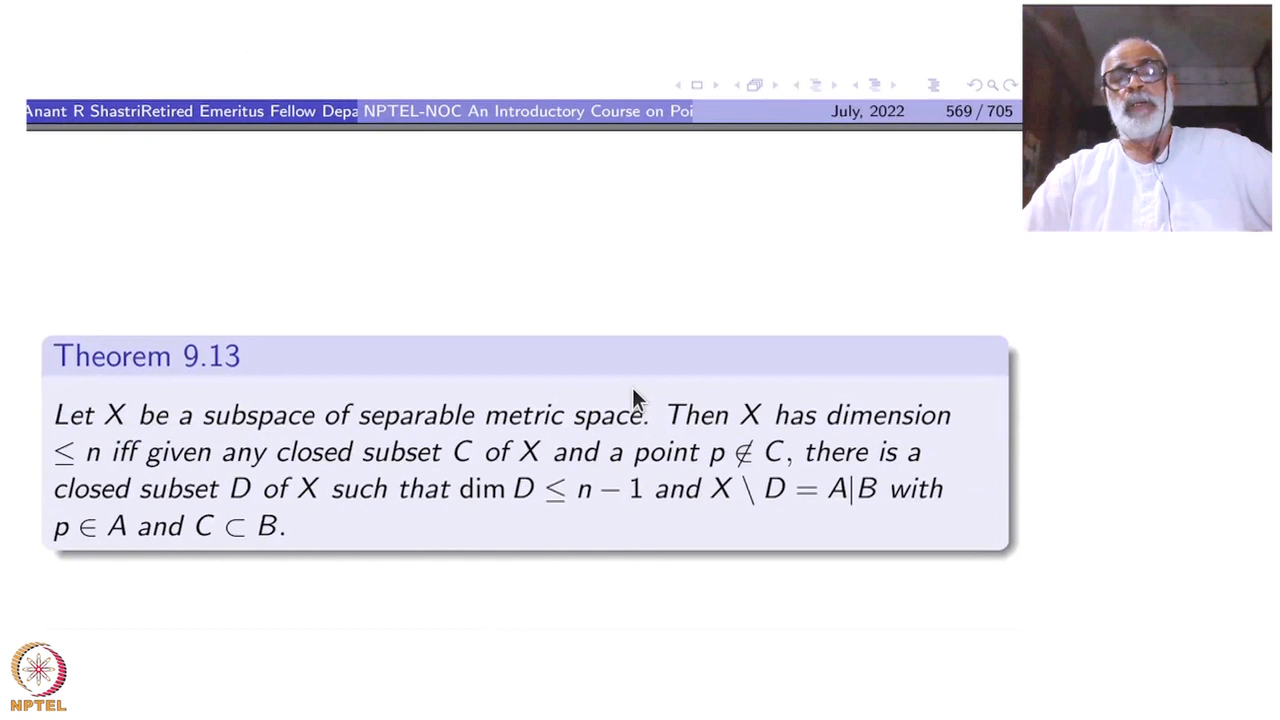 Anant R ShastriRetired Emeritus Fellow Depa NPTEL-NOC An Introductory Course on Poi July, 2022 569 / 705
Theorem 9.13
Let X be a subspace of separable metric space. Then X has dimension
≤ n iff given any closed subset C of X and a point p ∉ C, there is a
closed subset D of X such that dim D ≤ n − 1 and X \ D = A|B with
p ∈ A and C ⊂ B.
NPTEL